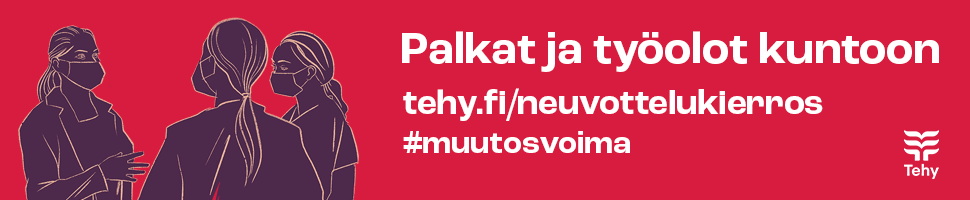 Palkat ja työolot kuntoon
tehy.fi/neuvottelukierros
#muutosvoima
Tehy